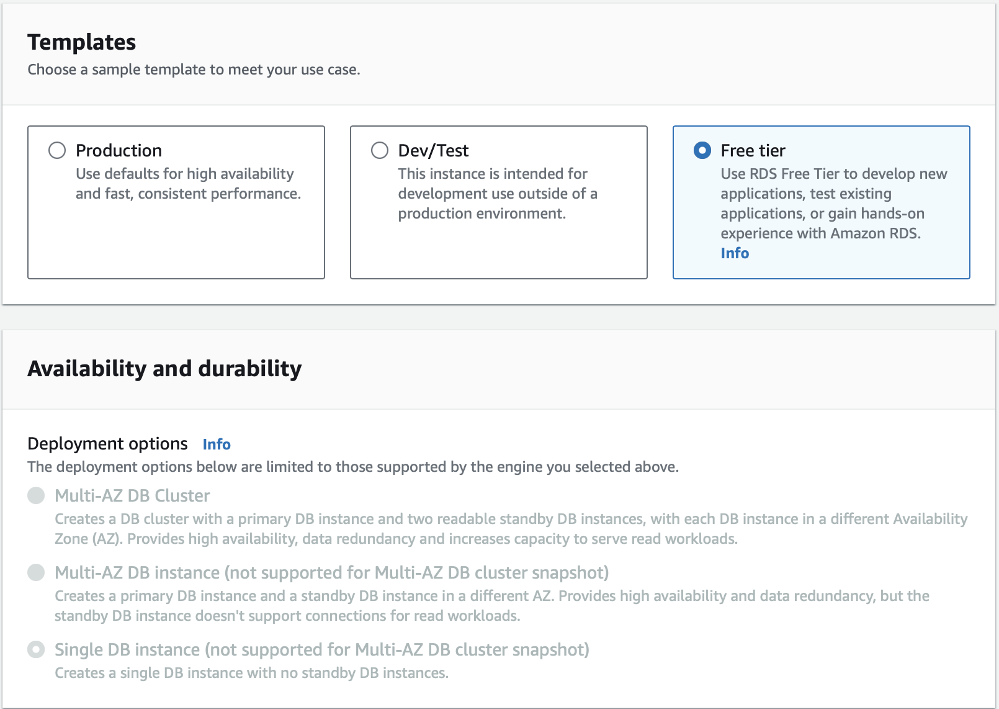 Templates
Choose a sample template to meet your use case.
Production
Use defaults for high availability
and fast, consistent performance.
Dev/Test
This instance is intended for
development use outside of a
production environment.
Free tier
Use RDS Free Tier to develop new
applications, test existing
applications, or gain hands-on
experience with Amazon RDS.
Info
Availability and durability
Deployment options Info
The deployment options below are limited to those supported by the engine you selected above.
Multi-AZ DB Cluster
Creates a DB cluster with a primary DB instance and two readable standby DB instances, with each DB instance in a different Availability
Zone (AZ). Provides high availability, data redundancy and increases capacity to serve read workloads.
Multi-AZ DB instance (not supported for Multi-AZ DB cluster snapshot)
Creates a primary DB instance and a standby DB instance in a different AZ. Provides high availability and data redundancy, but the
standby DB instance doesn't support connections for read workloads.
Single DB instance (not supported for Multi-AZ DB cluster snapshot)
Creates a single DB instance with no standby DB instances.